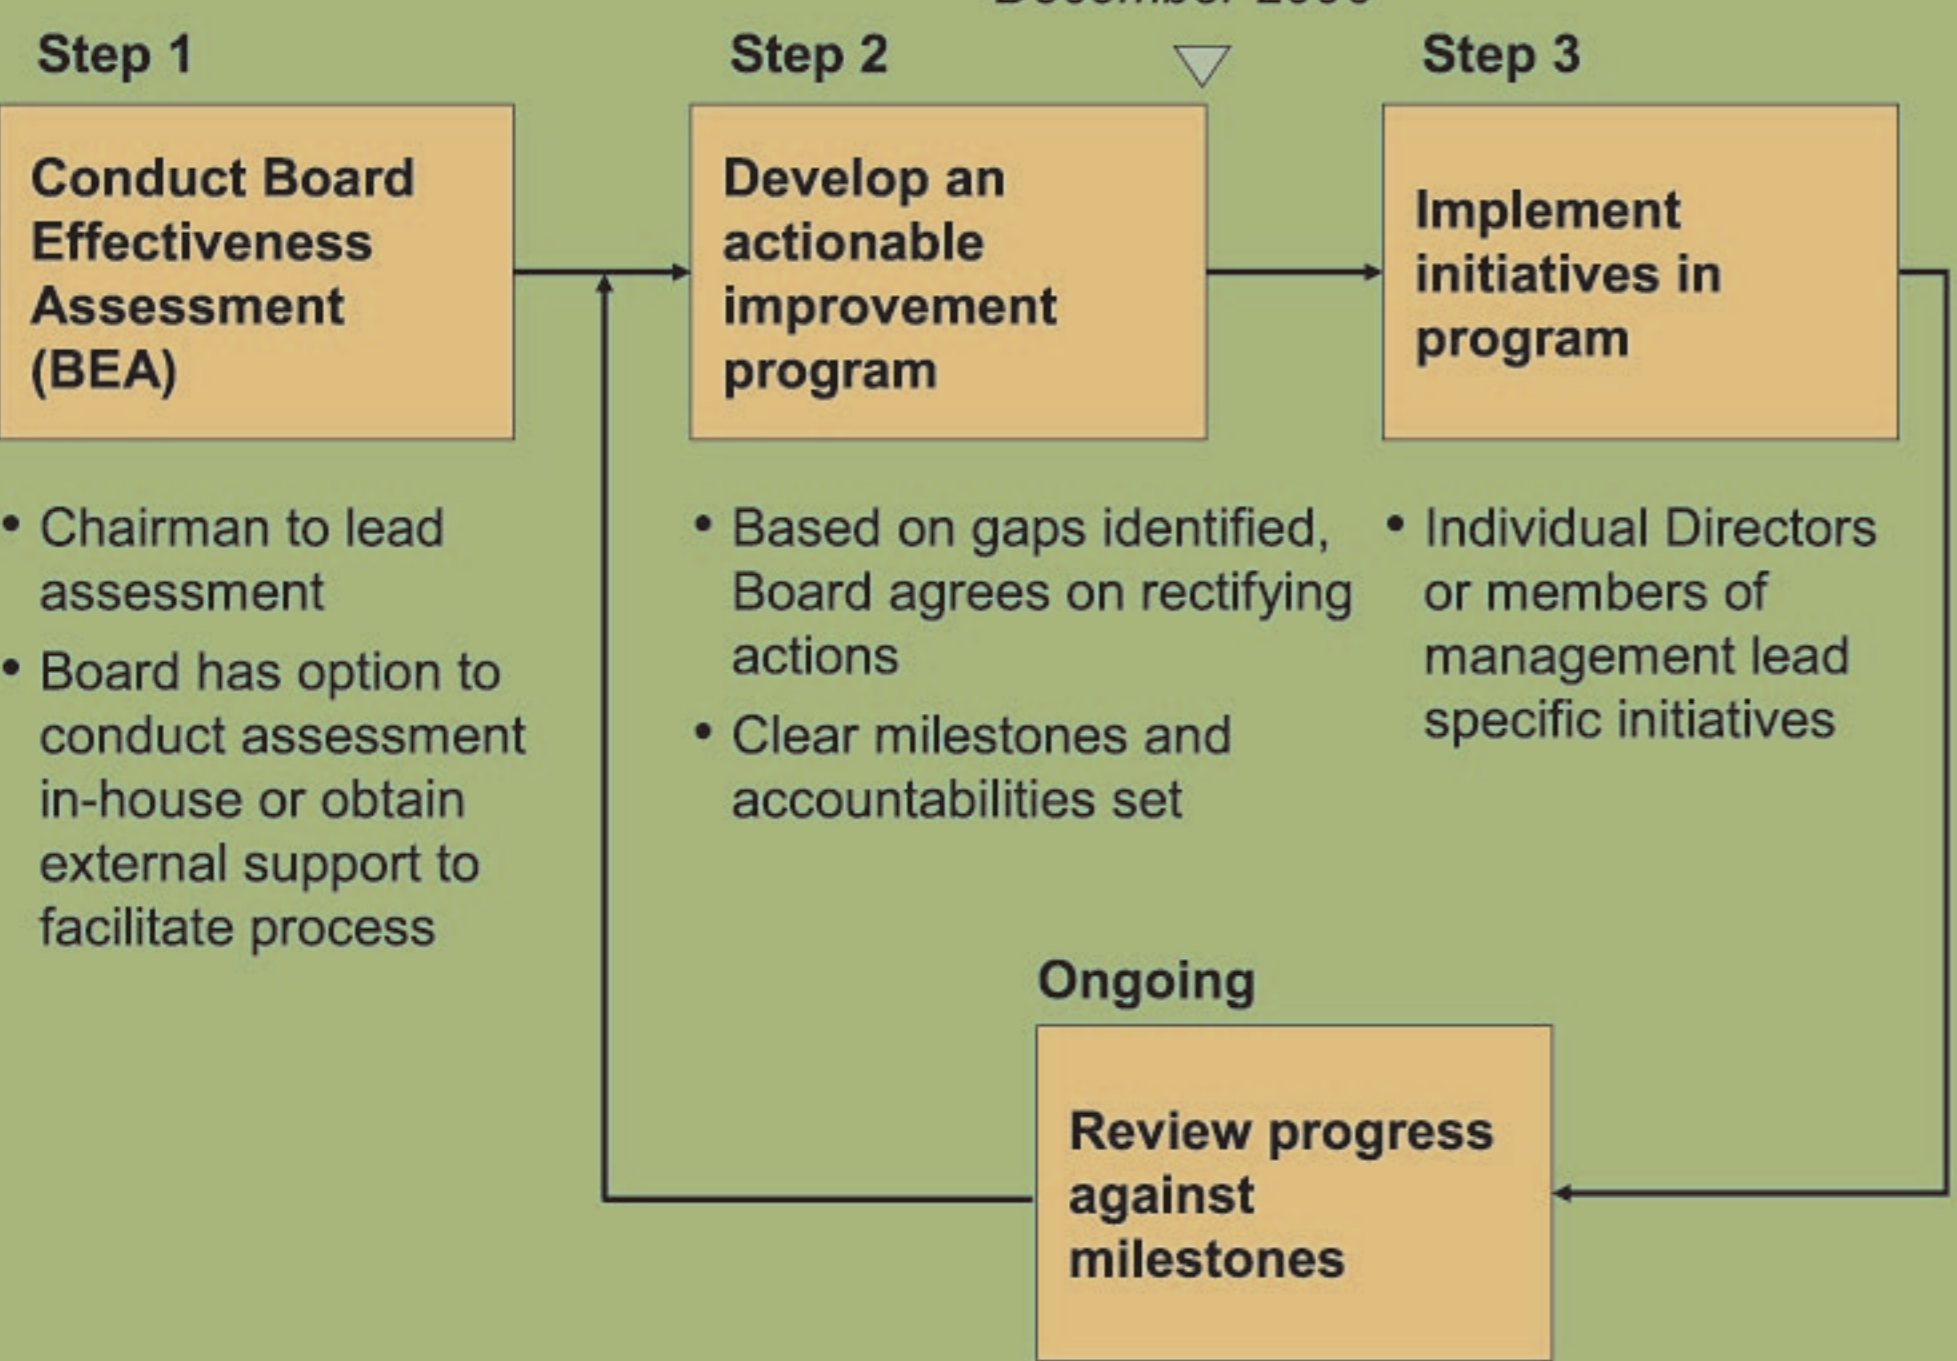 Step 1
Conduct Board
Effectiveness
Assessment
(BEA)
• Chairman to lead
assessment
• Board has option to
conduct assessment
in-house or obtain
external support to
facilitate process
Step 2
Develop an
actionable
improvement
program
• Based on gaps identified,
Board agrees on rectifying
actions
• Clear milestones and
accountabilities set
Step 3
Implement
initiatives in
program
• Individual Directors
or members of
management lead
specific initiatives
Ongoing
Review progress
against
milestones